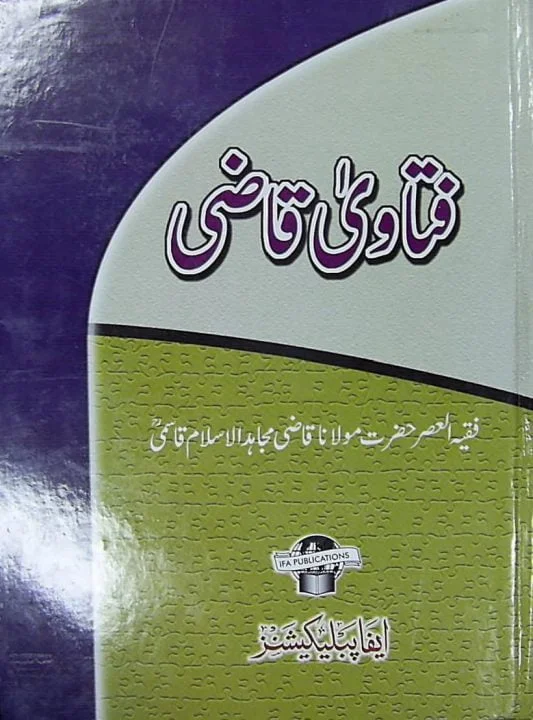 فتاویٰ قاضی
فقیہ العصر حضرت مولانا قاضی مجاہد الاسلام قاسمیؒ
IFA PUBLICATIONS
ایفا پبلیکیشنز